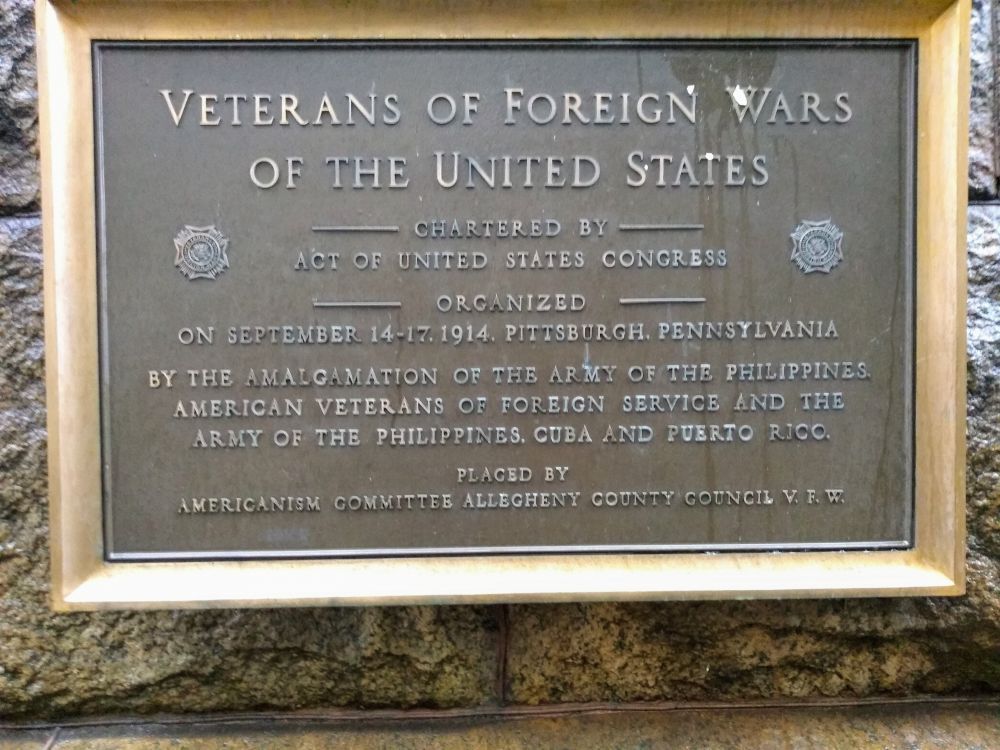 VETERANS OF FOREIGN WARS
OF THE UNITED STATES
CHARTERED BY
ACT OF UNITED STATES CONGRESS
ORGANIZED
ON SEPTEMBER 14-17, 1914, PITTSBURGH, PENNSYLVANIA
BY THE AMALGAMATION OF THE ARMY OF THE PHILIPPINES,
AMERICAN VETERANS OF FOREIGN SERVICE AND THE
ARMY OF THE PHILIPPINES, CUBA AND PUERTO RICO.
PLACED BY
AMERICANISM COMMITTEE ALLEGHENY COUNTY COUNCIL V. F. W.